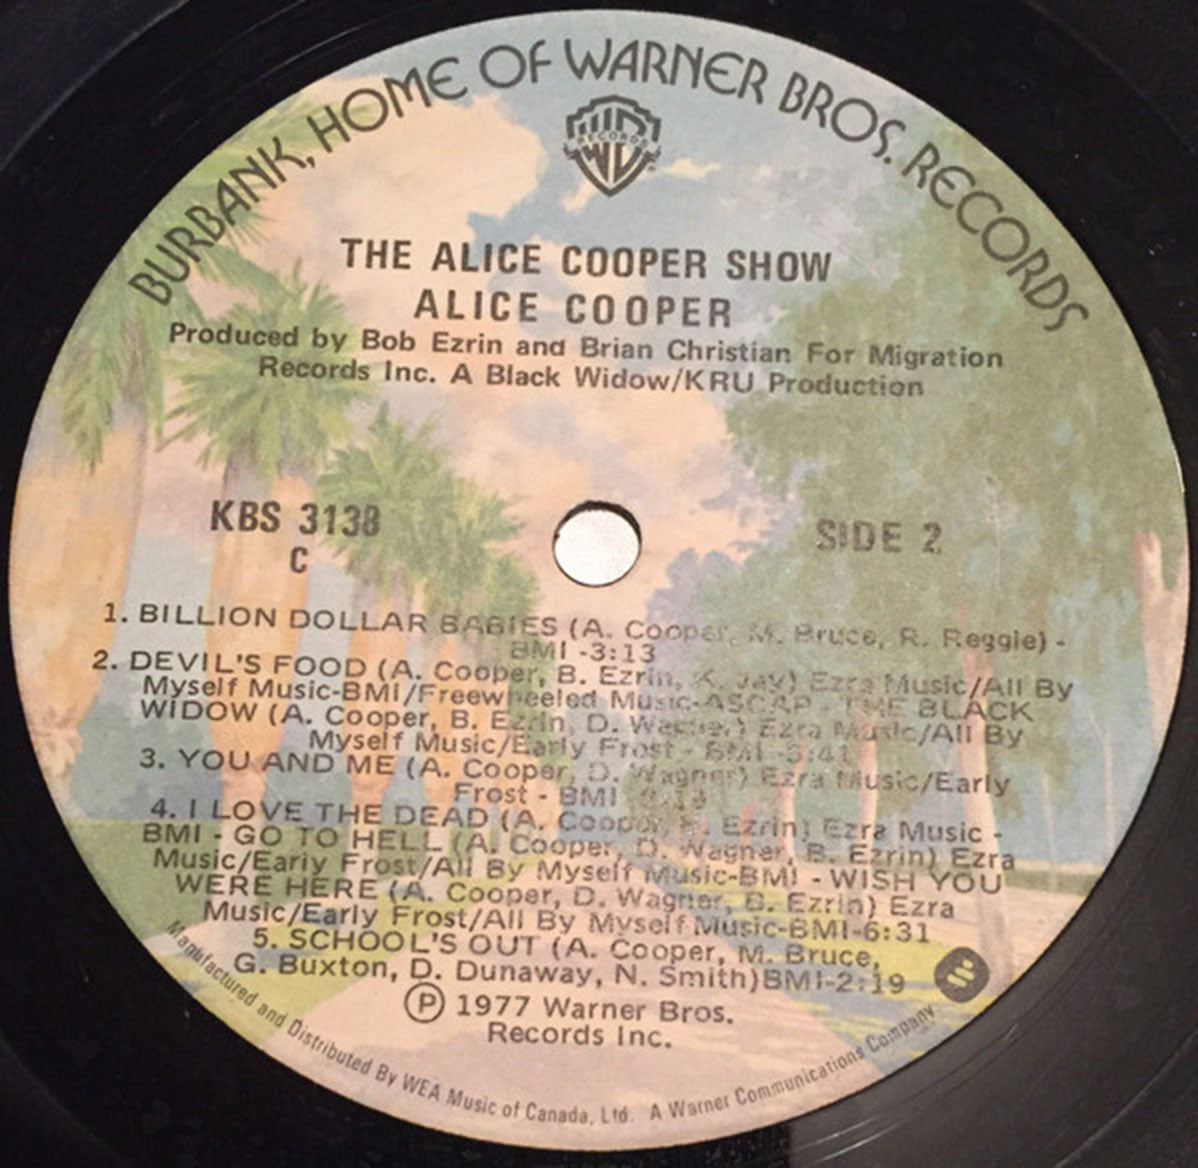 BURBANK, HOME OF WARNER BROS. RECORDS
WB
RECORDS
THE ALICE COOPER SHOW
ALICE COOPER
Produced by Bob Ezrin and Brian Christian For Migration
Records Inc. A Black Widow/KRU Production
KBS 3138
C
SIDE 2
1. BILLION DOLLAR BABIES (A. Cooper, M. Bruce, R. Reggie) -
BMI -3:13
2. DEVIL'S FOOD (A. Cooper, B. Ezrin, K. Jay) Ezra Music/All By
Myself Music-BMI/Freewheeled Music-ASCAP - THE BLACK
WIDOW (A. Cooper, B. Ezrin, D. Wagner) Ezra Music/All By
Myself Music/Early Frost - BMI -3:41
3. YOU AND ME (A. Cooper, D. Wagner) Ezra Music/Early
Frost - BMI
4. I LOVE THE DEAD (A. Cooper, B. Ezrin) Ezra Music -
BMI - GO TO HELL (A. Cooper, D. Wagner, B. Ezrin) Ezra
Music/Early Frost/All By Myself Music-BMI - WISH YOU
WERE HERE (A. Cooper, D. Wagner, B. Ezrin) Ezra
Music/Early Frost/All By Myself Music-BMI-6:31
5. SCHOOL'S OUT (A. Cooper, M. Bruce,
G. Buxton, D. Dunaway, N. Smith)BMI-2:19
Ⓟ 1977 Warner Bros.
Records Inc.
Manufactured and Distributed By WEA Music of Canada, Ltd. A Warner Communications Company